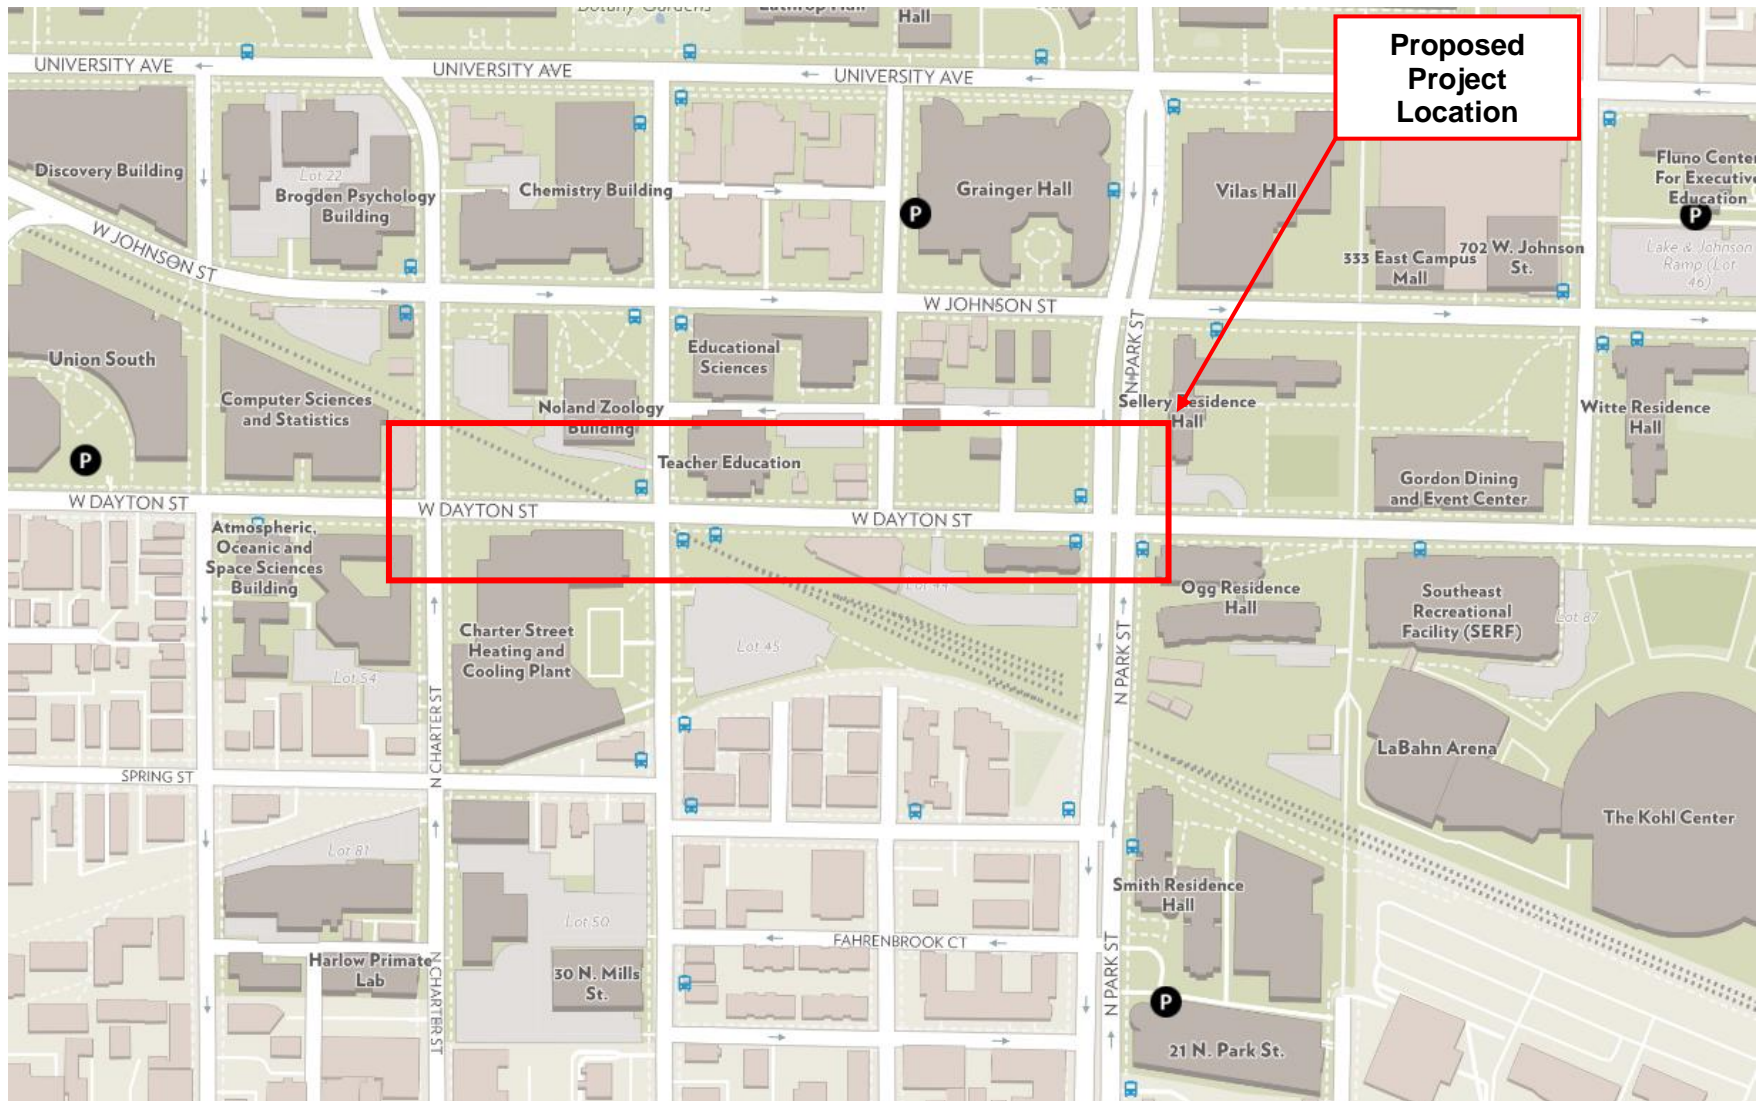 Botany Gardens
Lathrop Hall
Hall
Proposed
Project
Location
UNIVERSITY AVE
UNIVERSITY AVE
UNIVERSITY AVE
Discovery Building
Lot 22
Brogden Psychology
Building
Chemistry Building
Grainger Hall
P
Vilas Hall
Fluno Center
For Executive
Education
P
W JOHNSON ST
333 East Campus
Mall
702 W. Johnson
St.
Lake & Johnson
Ramp (Lot
46)
W JOHNSON ST
N PARK ST
Union South
Educational
Sciences
Computer Sciences
and Statistics
Noland Zoology
Building
Sellery Residence
Hall
Witte Residence
Hall
P
Teacher Education
Gordon Dining
and Event Center
W DAYTON ST
W DAYTON ST
W DAYTON ST
Atmospheric,
Oceanic and
Space Sciences
Building
Ogg Residence
Hall
Lot 44
Southeast
Recreational
Facility (SERF)
Lot 87
Charter Street
Heating and
Cooling Plant
Lot 45
Lot 54
N PARK ST
N CHARTER ST
LaBahn Arena
SPRING ST
The Kohl Center
Lot 81
Smith Residence
Hall
Lot 50
FAHRENBROOK CT
Harlow Primate
Lab
N CHARTER ST
30 N. Mills
St.
N PARK ST
P
21 N. Park St.